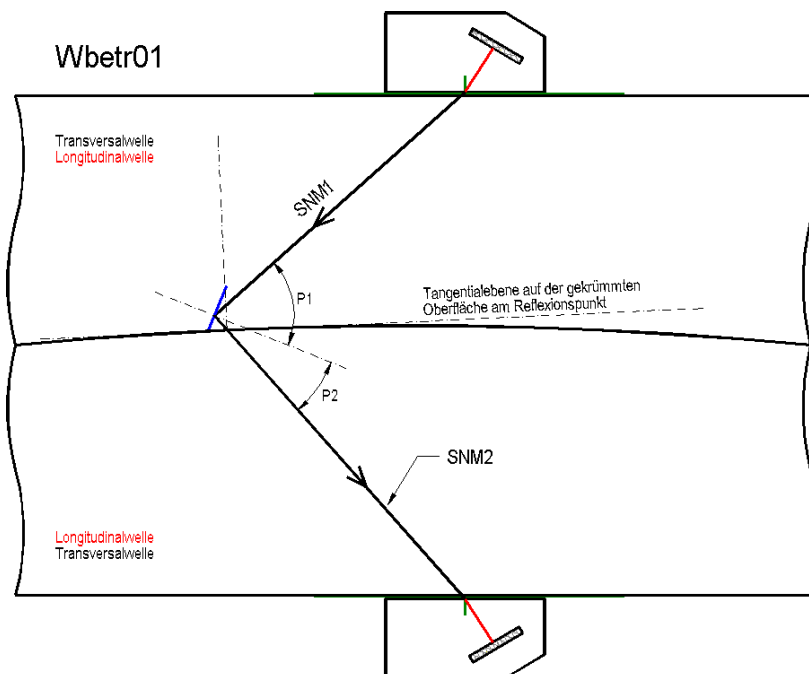 Wbetr01
Transversalwelle
Longitudinalwelle
SNM1
P1
Tangentialebene auf der gekrümmten
Oberfläche am Reflexionspunkt
P2
SNM2
Longitudinalwelle
Transversalwelle